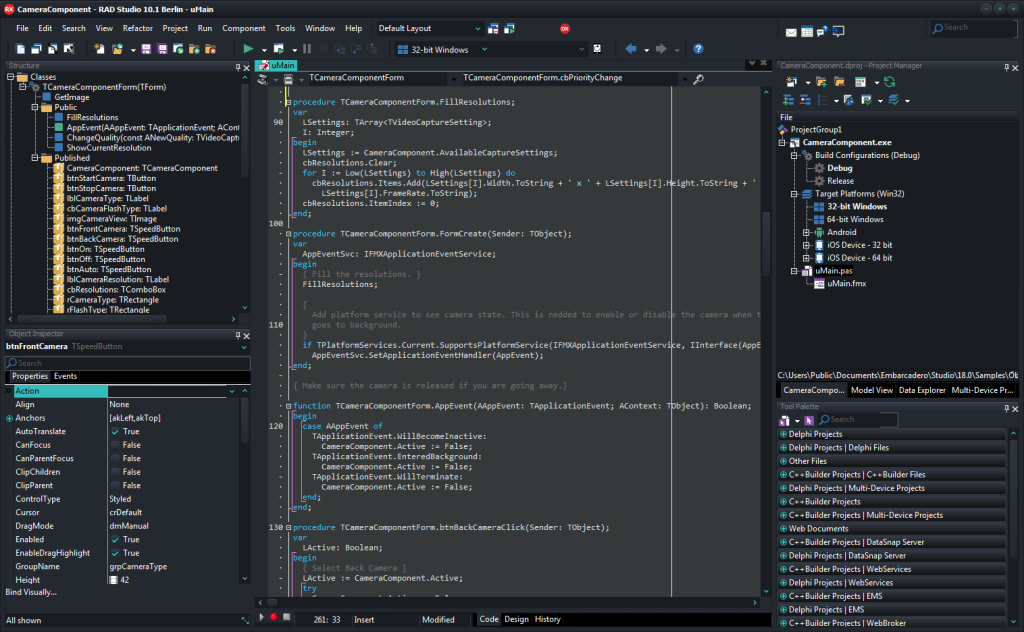 CameraComponent - RAD Studio 10.1 Berlin - uMain
File Edit Search View Refactor Project Run Component Tools Window Help
Default Layout
Search
32-bit Windows
Structure
Classes
TCameraComponentForm(TForm)
GetImage
Public
FillResolutions
AppEvent(AAppEvent: TApplicationEvent; ACont
ChangeQuality(const ANewQuality: TVideoCapt
ShowCurrentResolution
Published
CameraComponent: TCameraComponent
btnStartCamera: TButton
btnStopCamera: TButton
lblCameraType: TLabel
cbCameraFlashType: TLabel
imgCameraView: TImage
btnFrontCamera: TSpeedButton
btnBackCamera: TSpeedButton
btnOn: TSpeedButton
btnOff: TSpeedButton
btnAuto: TSpeedButton
lblCameraResolution: TLabel
cbResolutions: TComboBox
rCameraType: TRectangle
rFlashType: TRectangle
Object Inspector
btnFrontCamera TSpeedButton
Search
Properties Events
Action
Align None
Anchors [akLeft,akTop]
AutoTranslate True
CanFocus False
CanParentFocus False
ClipChildren False
ClipParent False
ControlType Styled
Cursor crDefault
DragMode dmManual
Enabled True
EnableDragHighlight True
GroupName grpCameraType
Height 42
Bind Visually...
All shown
uMain
TCameraComponentForm TCameraComponentForm.cbPriorityChange
procedure TCameraComponentForm.FillResolutions;
var
90 LSettings: TArray<TVideoCaptureSetting>;
I: Integer;
begin
LSettings := CameraComponent.AvailableCaptureSettings;
cbResolutions.Clear;
for I := Low(LSettings) to High(LSettings) do
cbResolutions.Items.Add(LSettings[I].Width.ToString + ' x ' + LSettings[I].Height.ToString + '
LSettings[I].FrameRate.ToString);
cbResolutions.ItemIndex := 0;
end;
100
procedure TCameraComponentForm.FormCreate(Sender: TObject);
var
AppEventSvc: IFMXApplicationEventService;
begin
{ Fill the resolutions. }
FillResolutions;
{
Add platform service to see camera state. This is nedded to enable or disable the camera when t
110 goes to background.
}
if TPlatformServices.Current.SupportsPlatformService(IFMXApplicationEventService, IInterface(AppE
AppEventSvc.SetApplicationEventHandler(AppEvent);
end;
{ Make sure the camera is released if you are going away.}
function TCameraComponentForm.AppEvent(AAppEvent: TApplicationEvent; AContext: TObject): Boolean;
begin
120 case AAppEvent of
TApplicationEvent.WillBecomeInactive:
CameraComponent.Active := False;
TApplicationEvent.EnteredBackground:
CameraComponent.Active := False;
TApplicationEvent.WillTerminate:
CameraComponent.Active := False;
end;
end;
130 procedure TCameraComponentForm.btnBackCameraClick(Sender: TObject);
var
LActive: Boolean;
begin
{ Select Back Camera }
LActive := CameraComponent.Active;
try
261: 33 Insert Modified Code Design History
CameraComponent.dproj - Project Manager
File
ProjectGroup1
CameraComponent.exe
Build Configurations (Debug)
Debug
Release
Target Platforms (Win32)
32-bit Windows
64-bit Windows
Android
iOS Device - 32 bit
iOS Device - 64 bit
uMain.pas
uMain.fmx
C:\Users\Public\Documents\Embarcadero\Studio\18.0\Samples\Ob
CameraCompo... Model View Data Explorer Multi-Device Pr...
Tool Palette
Search
Delphi Projects
Delphi Projects | Delphi Files
Other Files
C++Builder Projects | C++Builder Files
Delphi Projects | Multi-Device Projects
C++Builder Projects
C++Builder Projects | Multi-Device Projects
Web Documents
C++Builder Projects | DataSnap Server
Delphi Projects | DataSnap Server
C++Builder Projects | WebServices
Delphi Projects | WebServices
C++Builder Projects | EMS
Delphi Projects | EMS
C++Builder Projects | WebBroker